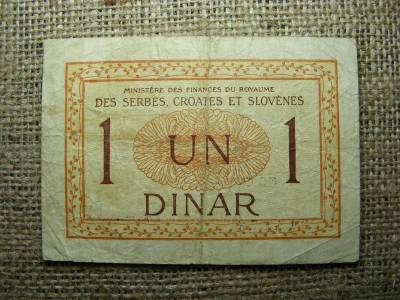 MINISTÈRE DES FINANCES DU ROYAUME
DES SERBES, CROATES ET SLOVÈNES
1 UN 1
DINAR